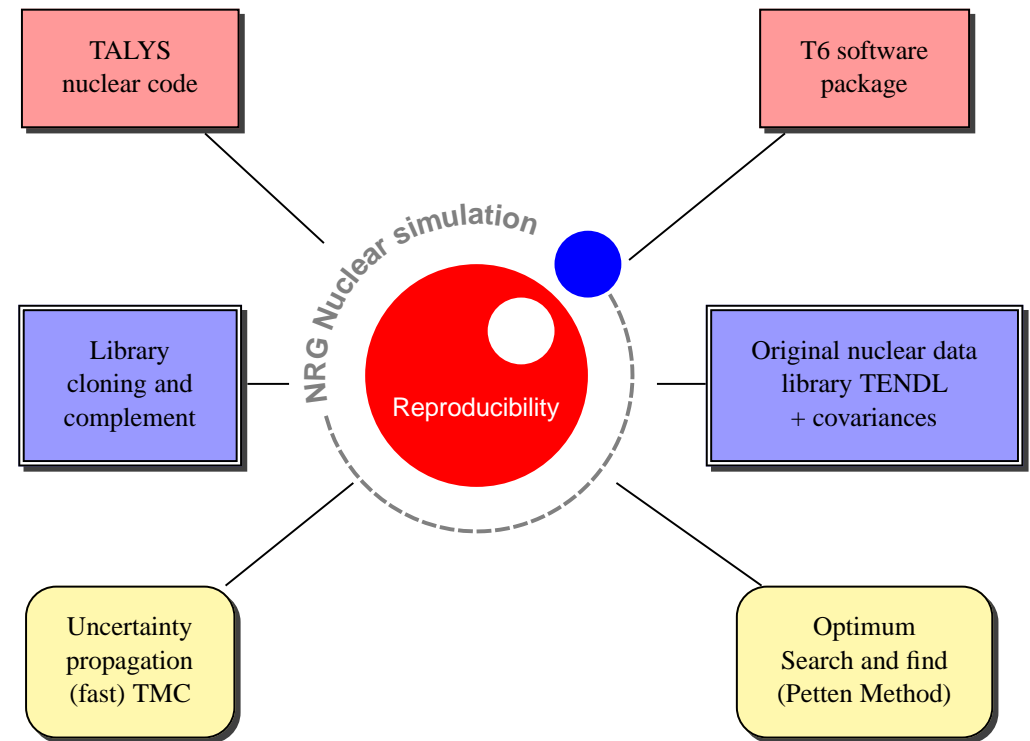 TALYS
nuclear code
T6 software
package
NRG Nuclear simulation
Library
cloning and
complement
Reproducibility
Original nuclear data
library TENDL
+ covariances
Uncertainty
propagation
(fast) TMC
Optimum
Search and find
(Petten Method)